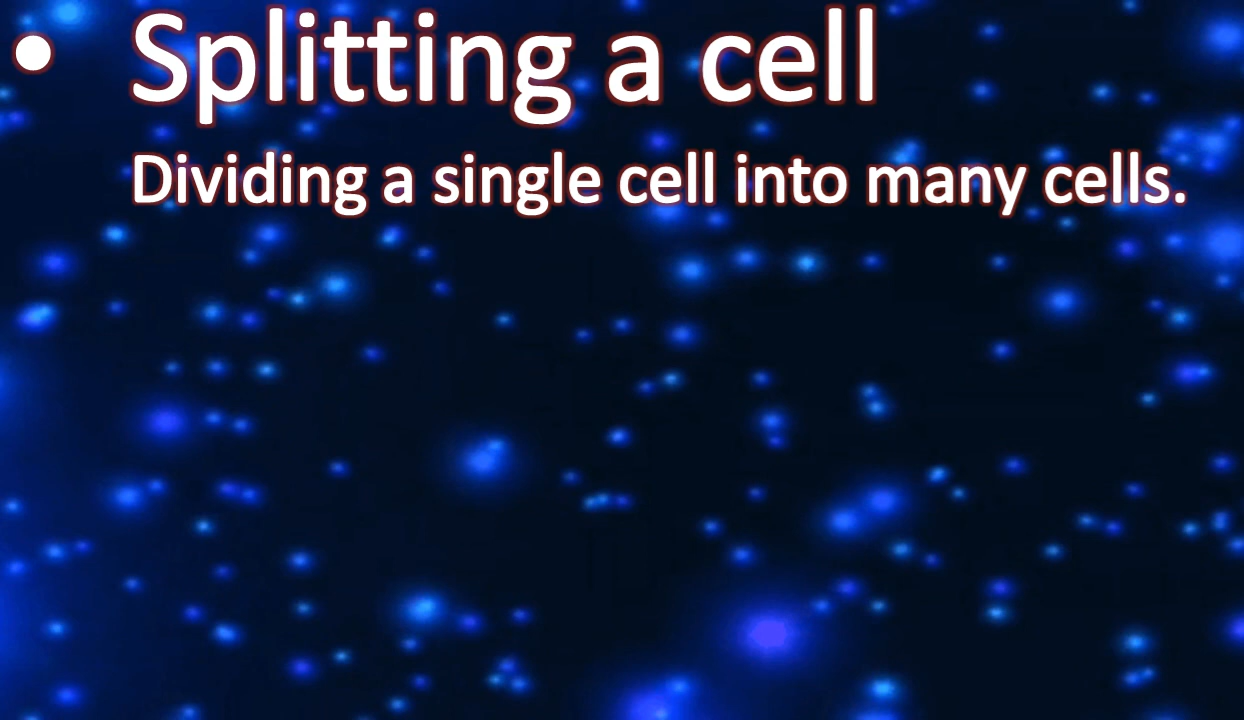 • Splitting a cell
Dividing a single cell into many cells.